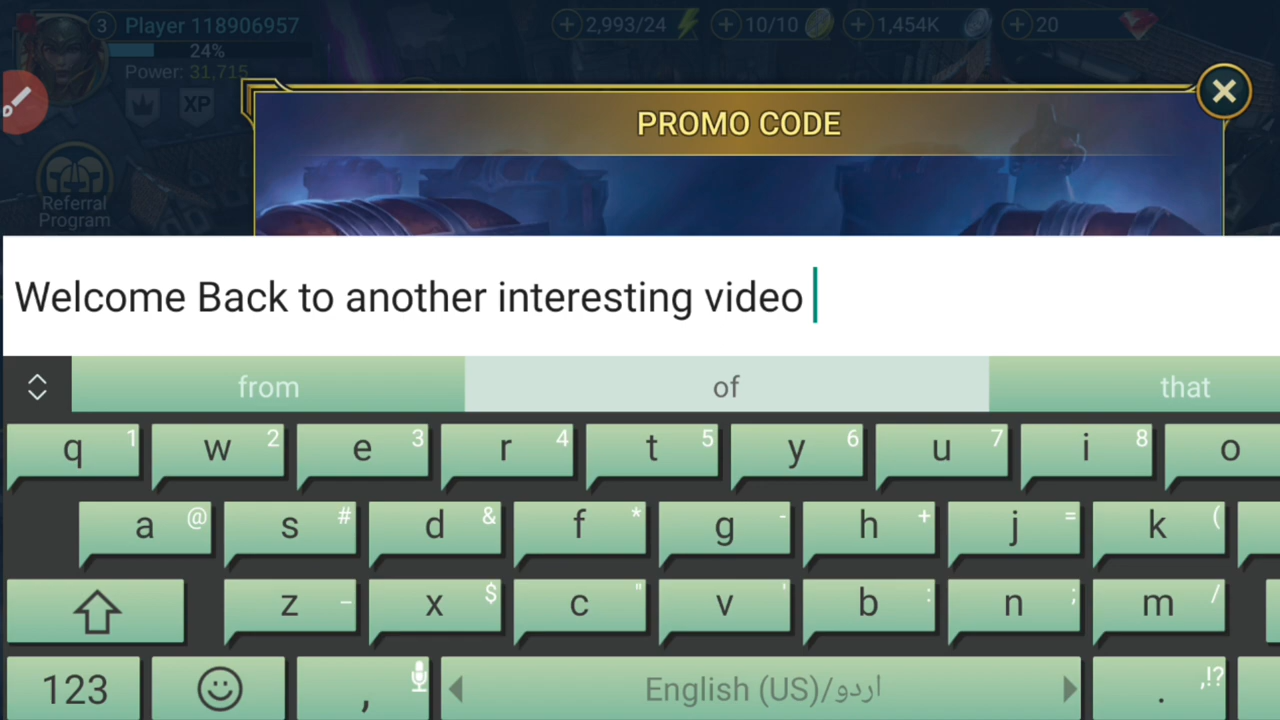 3 Player 118906957
24%
Power: 31,715
XP
+ 2,993/24 + 10/10 + 1,454K + 20
Referral
Program
PROMO CODE
Welcome Back to another interesting video
from of that
q 1 w 2 e 3 r 4 t 5 y 6 u 7 i 8 o
a @ s # d & f * g - h + j = k (
z _ x $ c " v ' b : n ; m /
123 , English (US)/اردو . ,!?